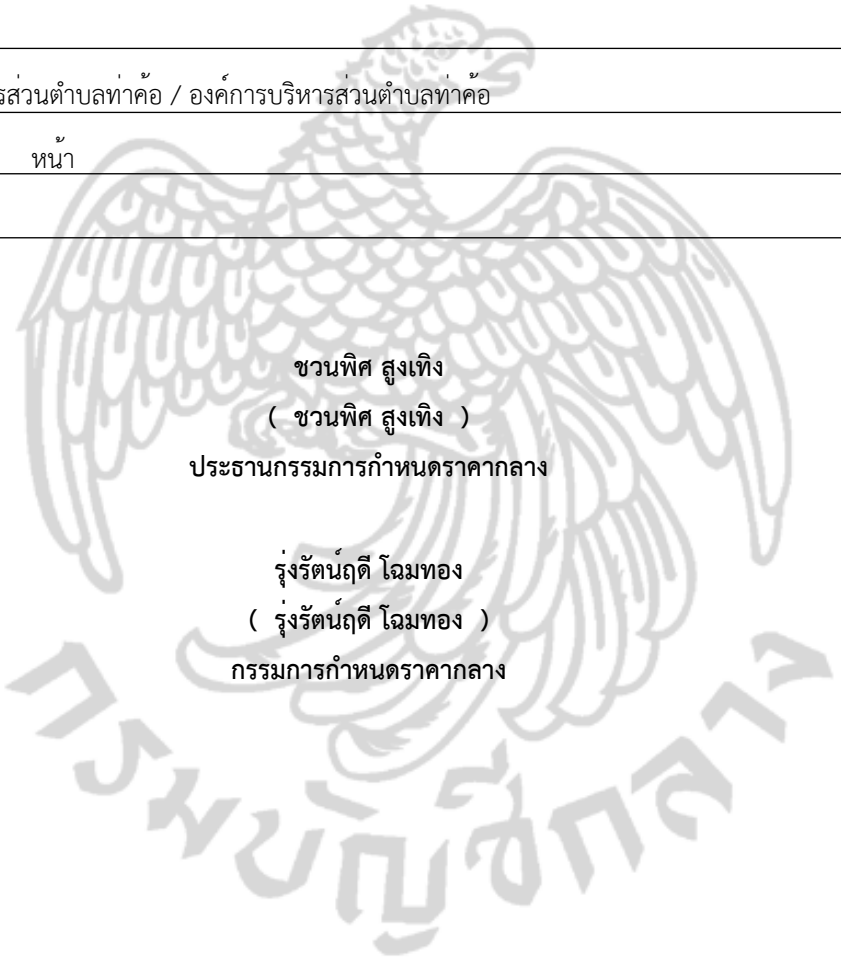 รส่วนตำบลท่าค้อ / องค์การบริหารส่วนตำบลท่าค้อ
หน้า
ชวนพิศ สูงเทิง
( ชวนพิศ สูงเทิง )
ประธานกรรมการกำหนดราคากลาง
รุ่งรัตน์ฤดี โฉมทอง
( รุ่งรัตน์ฤดี โฉมทอง )
กรรมการกำหนดราคากลาง
กรมบัญชีกลาง